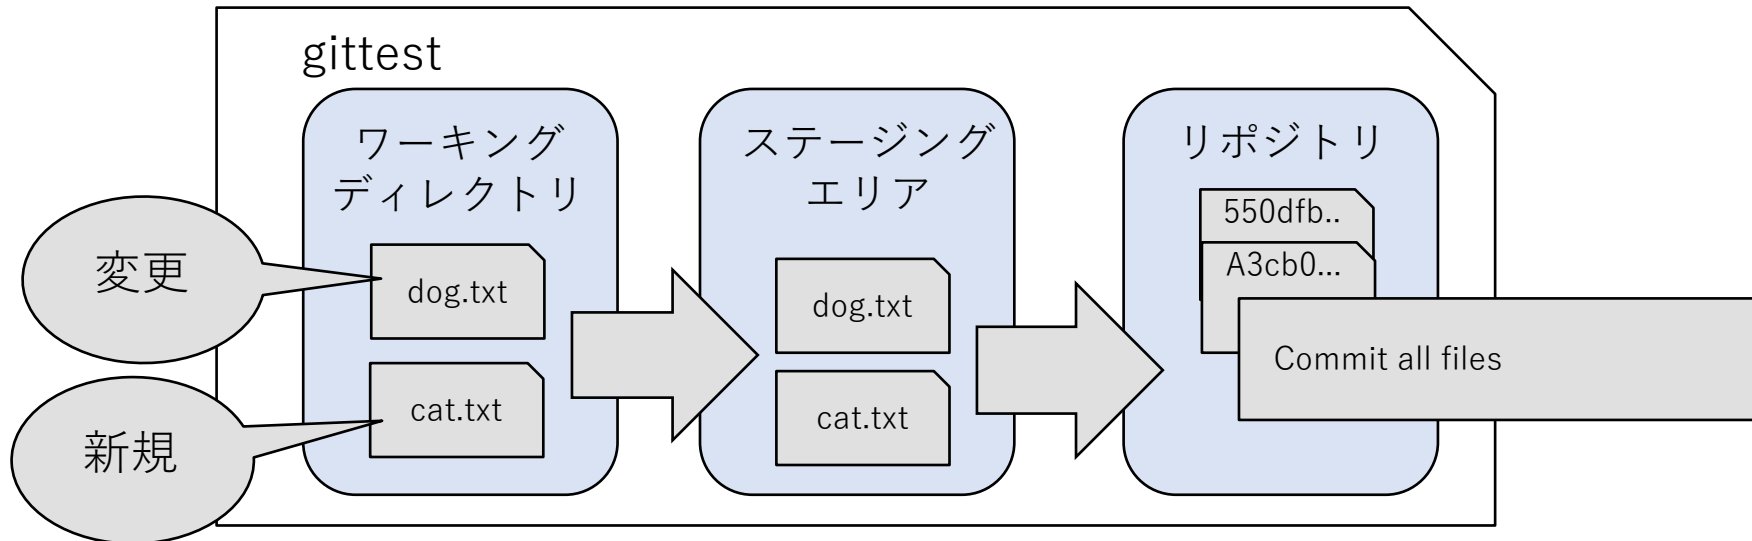 gittest
ワーキング
ディレクトリ
ステージング
エリア
リポジトリ
変更
dog.txt
新規
cat.txt
dog.txt
cat.txt
550dfb..
A3cb0...
Commit all files